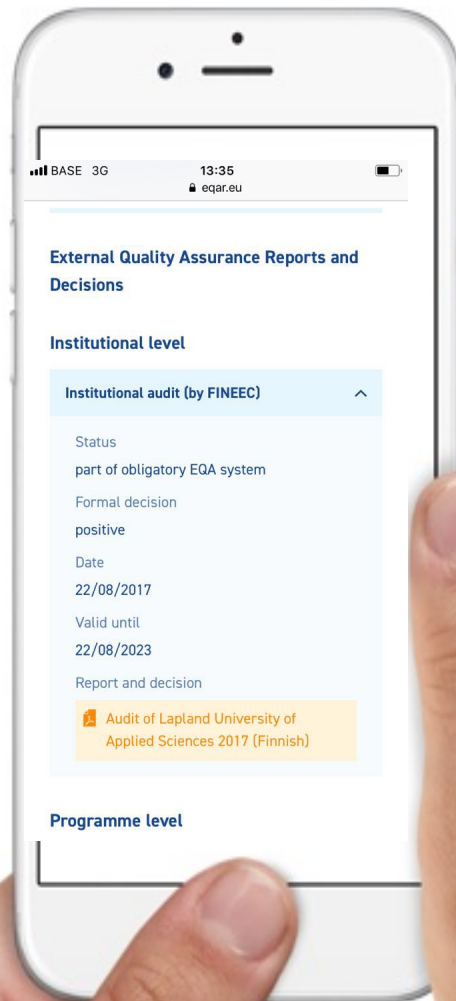 BASE 3G 13:35
eqar.eu
External Quality Assurance Reports and
Decisions
Institutional level
Institutional audit (by FINEEC)
Status
part of obligatory EQA system
Formal decision
positive
Date
22/08/2017
Valid until
22/08/2023
Report and decision
Audit of Lapland University of
Applied Sciences 2017 (Finnish)
Programme level